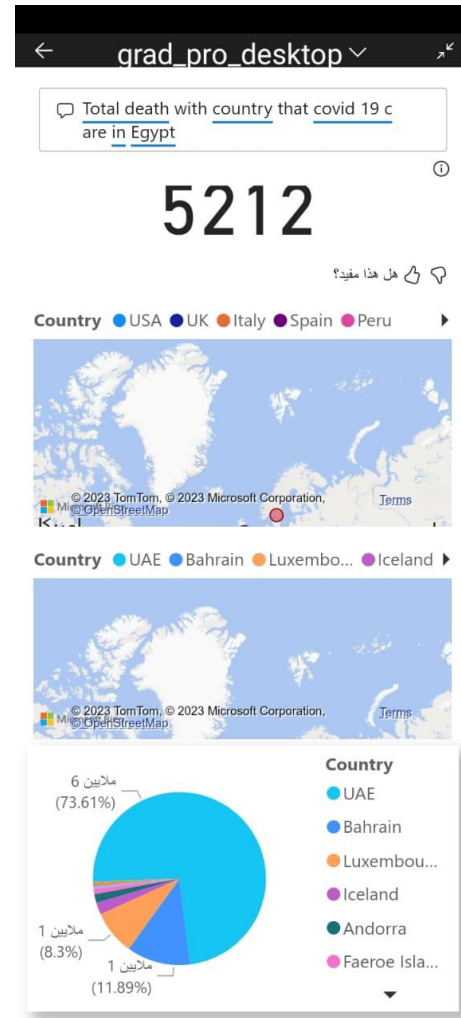 grad_pro_desktop
Total death with country that covid 19 c
are in Egypt
5212
هل هذا مفيد؟
Country USA UK Italy Spain Peru
© 2023 TomTom, © 2023 Microsoft Corporation,
© OpenStreetMap
Terms
Country UAE Bahrain Luxembo... Iceland
© 2023 TomTom, © 2023 Microsoft Corporation,
© OpenStreetMap
Terms
Country
UAE
Bahrain
Luxembou...
Iceland
Andorra
Faeroe Isla...
6 ملايين
(73.61%)
1 ملايين
(8.3%)
1 ملايين
(11.89%)